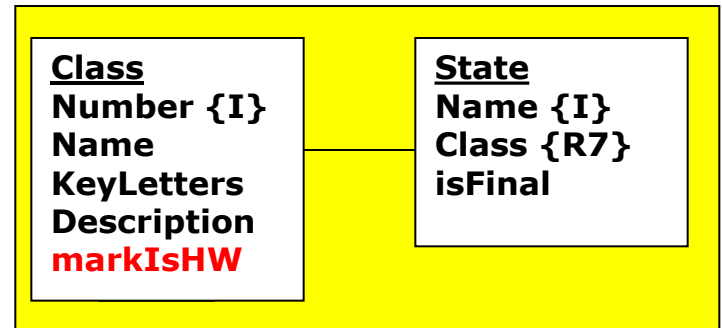 Class
Number {I}
Name
KeyLetters
Description
markIsHW
State
Name {I}
Class {R7}
isFinal